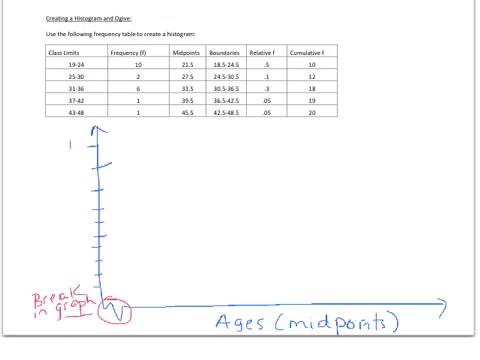 Creating a Histogram and Ogive:
Use the following frequency table to create a histogram:
Class Limits Frequency (f) Midpoints Boundaries Relative f Cumulative f
19-24 10 21.5 18.5-24.5 .5 10
25-30 2 27.5 24.5-30.5 .1 12
31-36 6 33.5 30.5-36.5 .3 18
37-42 1 39.5 36.5-42.5 .05 19
43-48 1 45.5 42.5-48.5 .05 20
1
Break
in graph
Ages (midpoints)